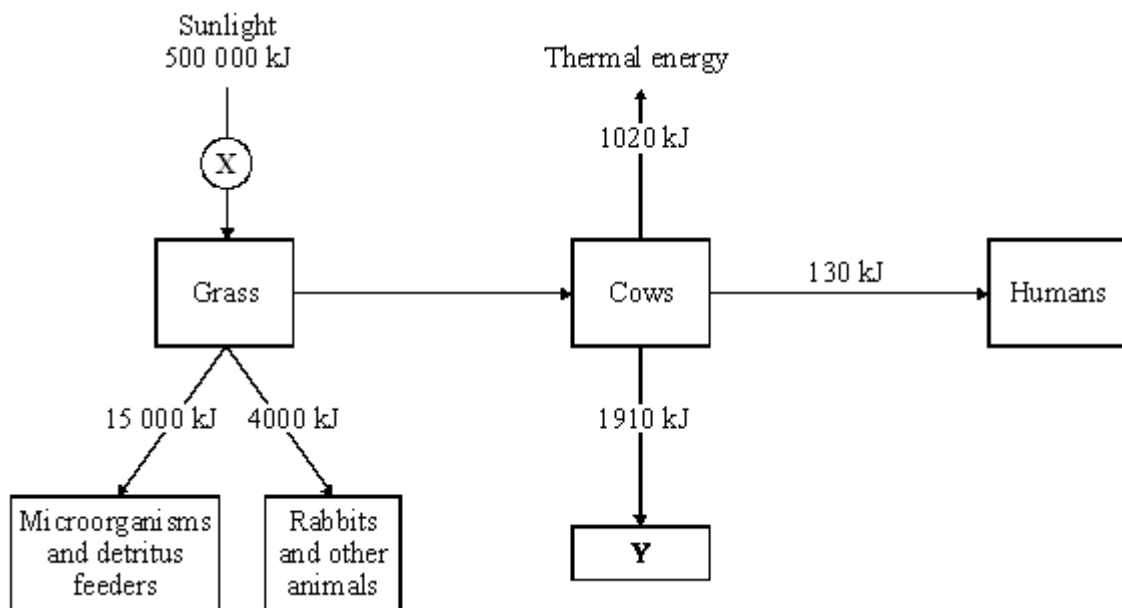 Sunlight
500 000 kJ
Thermal energy
1020 kJ
X
Grass
Cows
130 kJ
Humans
15 000 kJ
4000 kJ
1910 kJ
Microorganisms
and detritus
feeders
Rabbits
and other
animals
Y